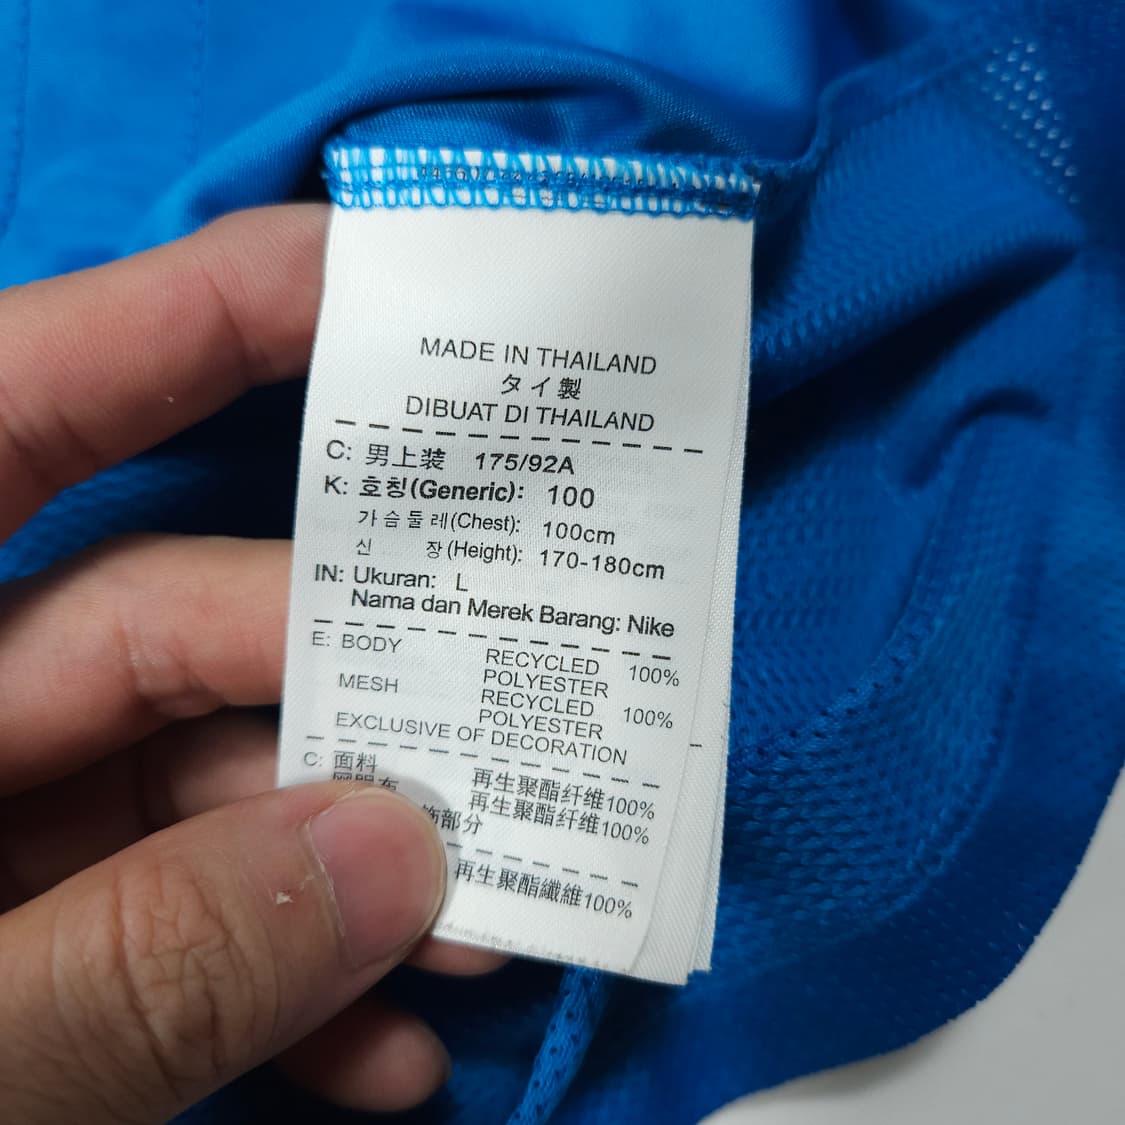 MADE IN THAILAND
タイ製
DIBUAT DI THAILAND
C: 男上装 175/92A
K: 호칭(Generic): 100
가슴둘레(Chest): 100cm
신 장(Height): 170-180cm
IN: Ukuran: L
Nama dan Merek Barang: Nike
E: BODY RECYCLED POLYESTER 100%
MESH RECYCLED POLYESTER 100%
EXCLUSIVE OF DECORATION
C: 面料 再生聚酯纤维100%
再生聚酯纤维100%
部分
再生聚酯纖維100%